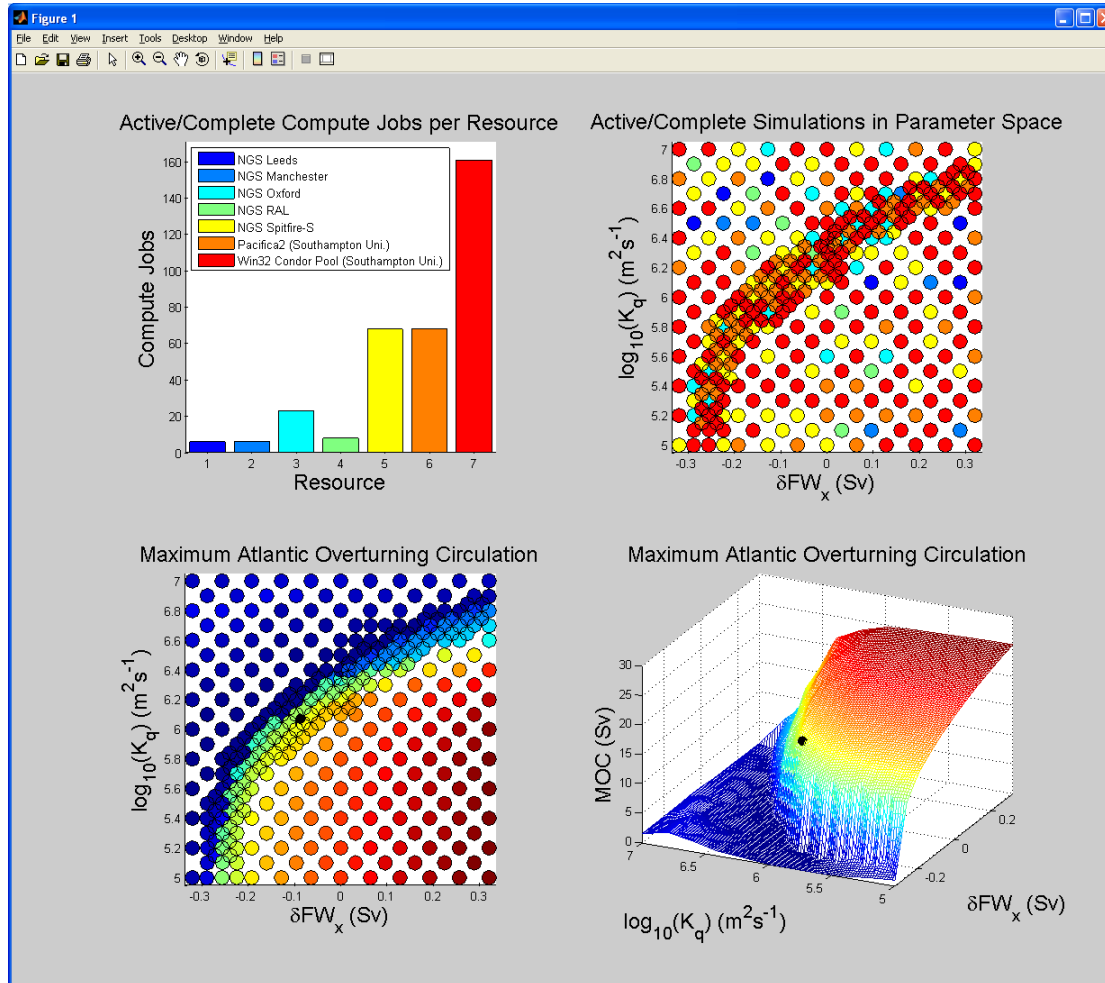 Figure 1
File Edit View Insert Tools Desktop Window Help
Active/Complete Compute Jobs per Resource
160
140
120
100
80
60
40
20
0
Compute Jobs
NGS Leeds
NGS Manchester
NGS Oxford
NGS RAL
NGS Spitfire-S
Pacifica2 (Southampton Uni.)
Win32 Condor Pool (Southampton Uni.)
1 2 3 4 5 6 7
Resource
Active/Complete Simulations in Parameter Space
7
6.8
6.6
6.4
6.2
6
5.8
5.6
5.4
5.2
5
log₁₀(K_q) (m²s⁻¹)
-0.3 -0.2 -0.1 0 0.1 0.2 0.3
δFW_x (Sv)
Maximum Atlantic Overturning Circulation
7
6.8
6.6
6.4
6.2
6
5.8
5.6
5.4
5.2
5
log₁₀(K_q) (m²s⁻¹)
-0.3 -0.2 -0.1 0 0.1 0.2 0.3
δFW_x (Sv)
Maximum Atlantic Overturning Circulation
30
25
20
15
10
5
0
MOC (Sv)
7 6.5 6 5.5 5
log₁₀(K_q) (m²s⁻¹)
-0.2 0 0.2
δFW_x (Sv)